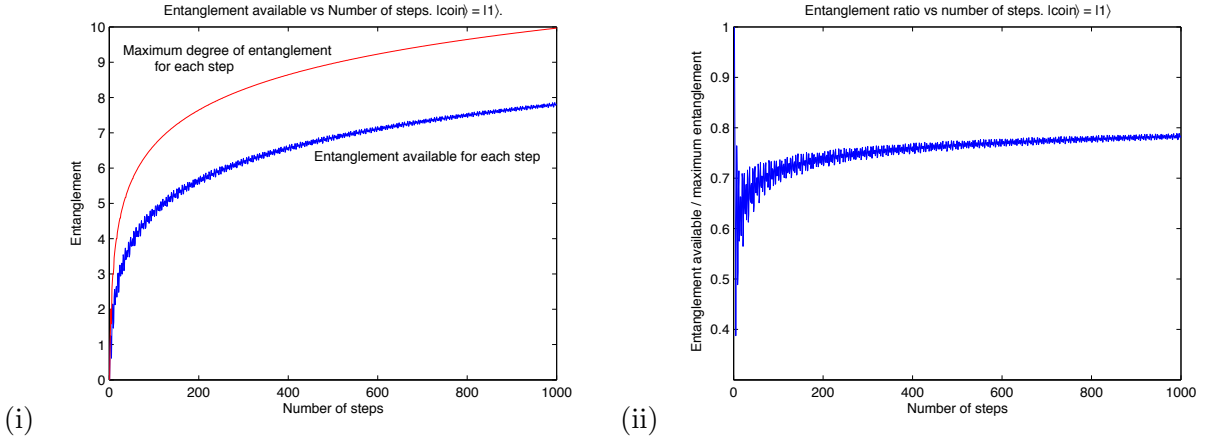 Entanglement available vs Number of steps. |coin⟩ = |1⟩.
10
9
8
7
6
5
4
3
2
1
0
Entanglement
Maximum degree of entanglement
for each step
Entanglement available for each step
0 200 400 600 800 1000
Number of steps
(i)
Entanglement ratio vs number of steps. |coin⟩ = |1⟩
1
0.9
0.8
0.7
0.6
0.5
0.4
Entanglement available / maximum entanglement
0 200 400 600 800 1000
Number of steps
(ii)